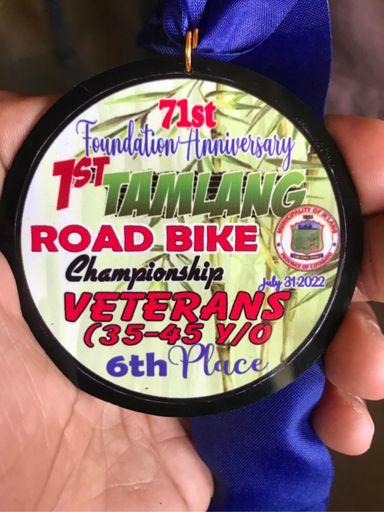 71st
Foundation Anniversary
1ST TAMLANG
ROAD BIKE
Championship
July 31 2022
VETERANS
(35-45 Y/O
6th Place